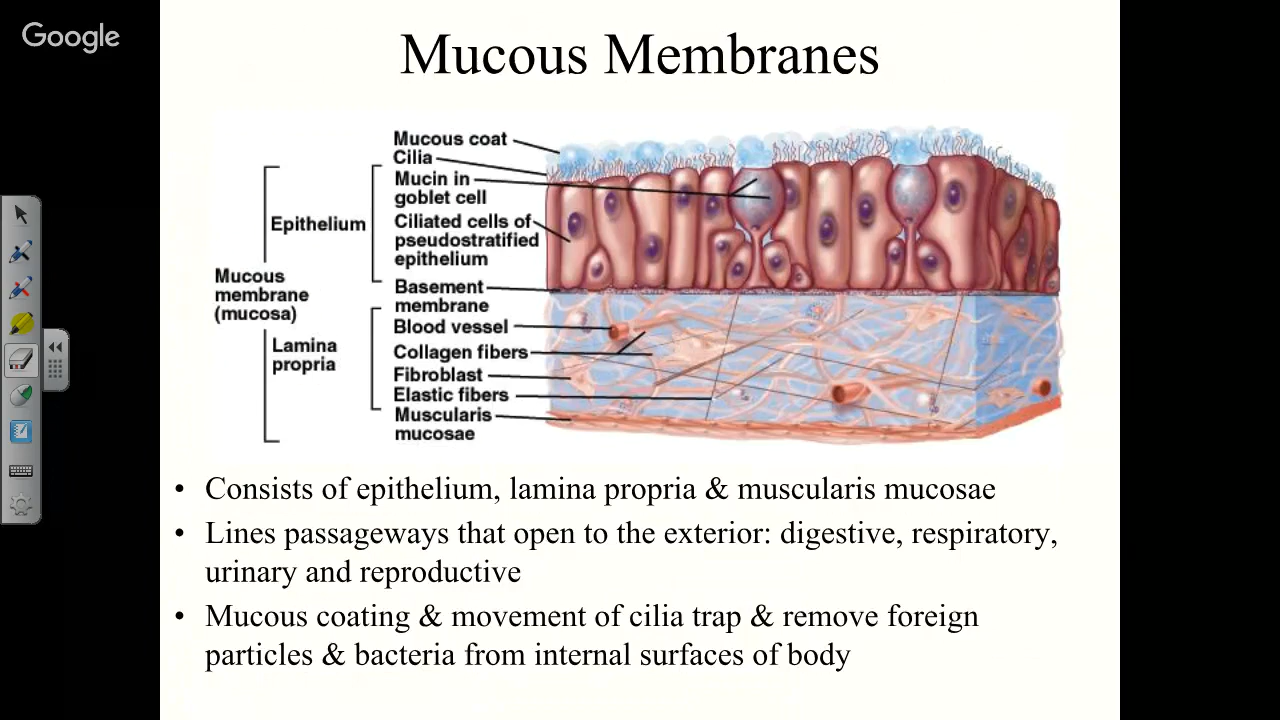 Google
Mucous Membranes
Mucous coat
Cilia
Mucin in
goblet cell
Ciliated cells of
pseudostratified
epithelium
Basement
membrane
Blood vessel
Collagen fibers
Fibroblast
Elastic fibers
Muscularis
mucosae
Epithelium
Mucous
membrane
(mucosa)
Lamina
propria
• Consists of epithelium, lamina propria & muscularis mucosae
• Lines passageways that open to the exterior: digestive, respiratory,
urinary and reproductive
• Mucous coating & movement of cilia trap & remove foreign
particles & bacteria from internal surfaces of body